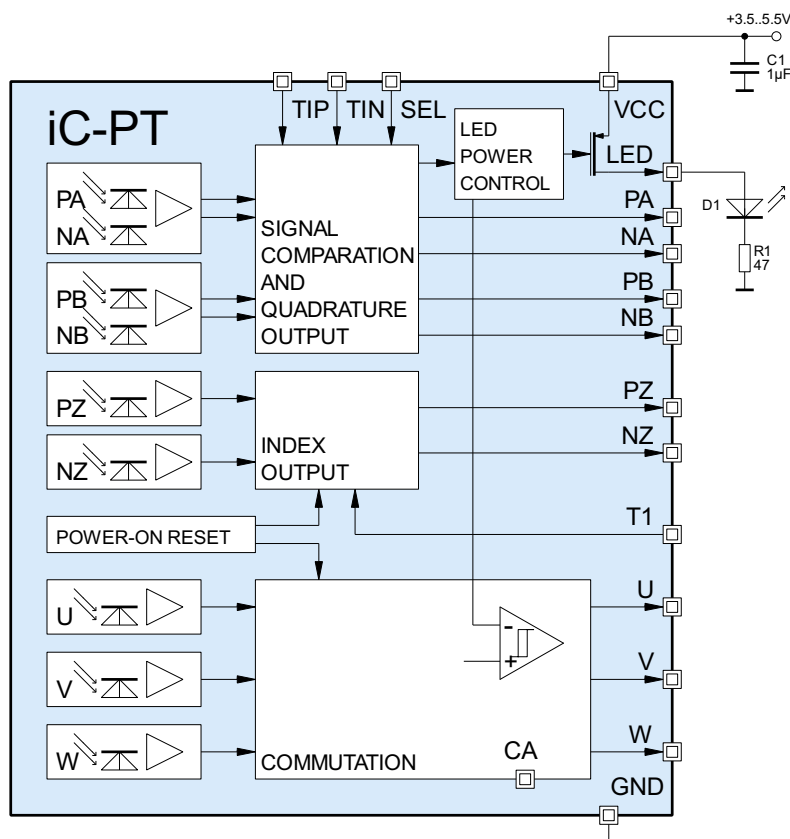 +3.5..5.5V
C1
1µF
iC-PT
TIP TIN SEL
VCC
LED
POWER
CONTROL
LED
D1
R1
47
PA
NA
PB
NB
SIGNAL
COMPARATION
AND
QUADRATURE
OUTPUT
PA
NA
PB
NB
PZ
NZ
INDEX
OUTPUT
PZ
NZ
POWER-ON RESET
T1
U
V
W
-
+
COMMUTATION
CA
U
V
W
GND